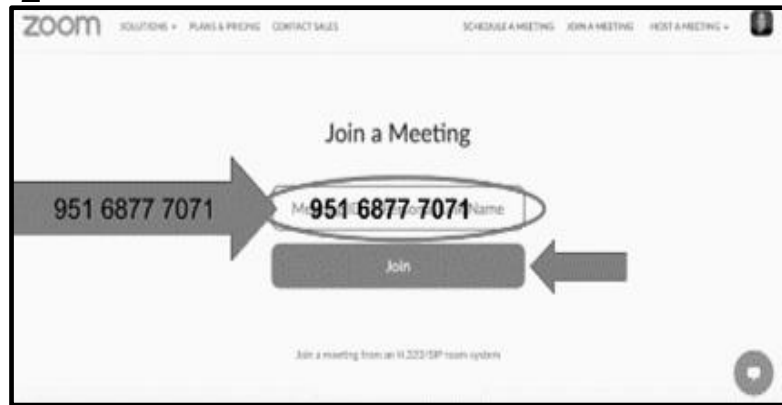 zoom SOLUTIONS PLANS & PRICING CONTACT SALES SCHEDULE A MEETING JOIN A MEETING HOST A MEETING
Join a Meeting
951 6877 7071
951 6877 7071 Name
Join
Join a meeting from an H.323/SIP room system